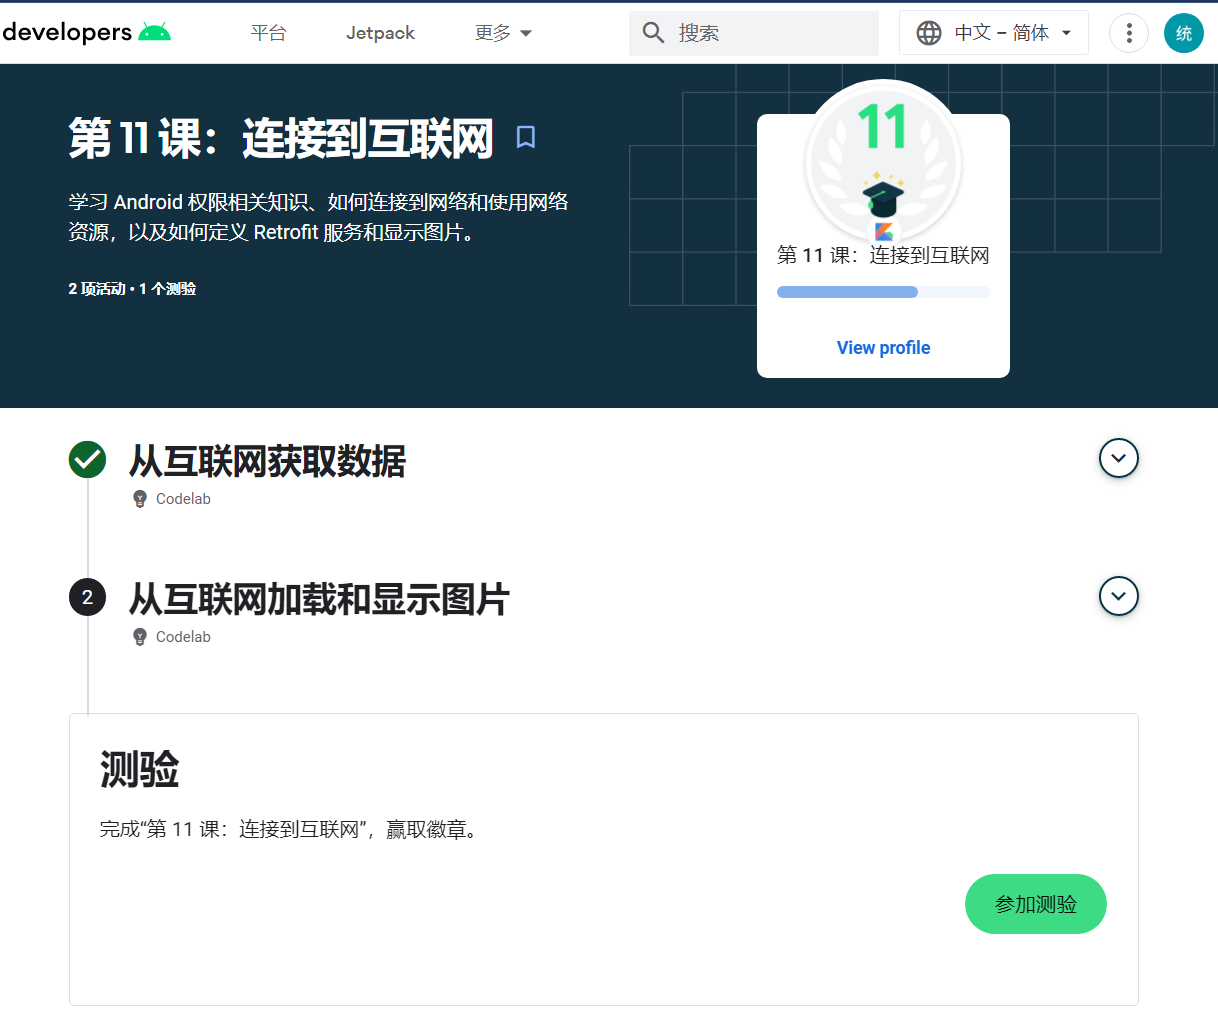 developers
平台
Jetpack
更多
搜索
中文 – 简体
统
第 11 课：连接到互联网
学习 Android 权限相关知识、如何连接到网络和使用网络
资源，以及如何定义 Retrofit 服务和显示图片。
2 项活动 • 1 个测验
11
第 11 课：连接到互联网
View profile
从互联网获取数据
Codelab
2
从互联网加载和显示图片
Codelab
测验
完成“第 11 课：连接到互联网”，赢取徽章。
参加测验